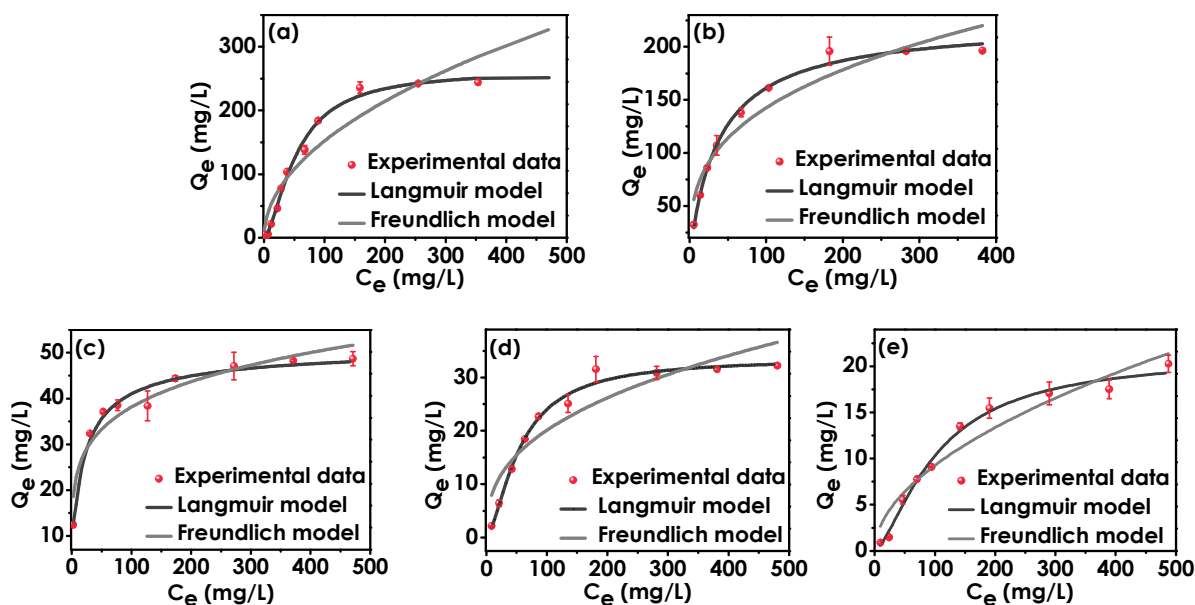 (a)
300
200
100
0
Qe (mg/L)
Experimental data
Langmuir model
Freundlich model
0 100 200 300 400 500
Ce (mg/L)
(b)
200
150
100
50
Qe (mg/L)
Experimental data
Langmuir model
Freundlich model
0 100 200 300 400
Ce (mg/L)
(c)
50
40
30
20
10
Qe (mg/L)
Experimental data
Langmuir model
Freundlich model
0 100 200 300 400 500
Ce (mg/L)
(d)
30
20
10
0
Qe (mg/L)
Experimental data
Langmuir model
Freundlich model
0 100 200 300 400 500
Ce (mg/L)
(e)
20
15
10
5
0
Qe (mg/L)
Experimental data
Langmuir model
Freundlich model
0 100 200 300 400 500
Ce (mg/L)